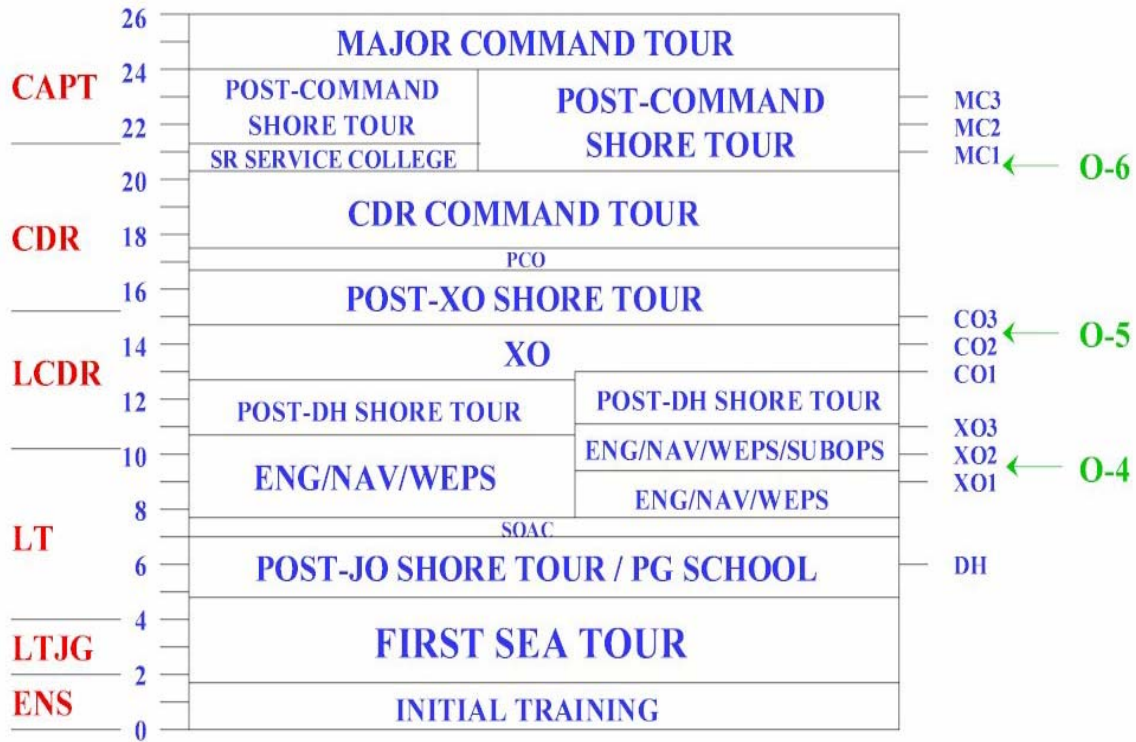 26
MAJOR COMMAND TOUR
24
CAPT
POST-COMMAND
SHORE TOUR
POST-COMMAND
SHORE TOUR
MC3
22
MC2
SR SERVICE COLLEGE
MC1
O-6
20
CDR COMMAND TOUR
CDR
18
PCO
16
POST-XO SHORE TOUR
CO3
O-5
14
XO
CO2
LCDR
CO1
12
POST-DH SHORE TOUR
POST-DH SHORE TOUR
XO3
10
ENG/NAV/WEPS
ENG/NAV/WEPS/SUBOPS
XO2
O-4
XO1
ENG/NAV/WEPS
8
SOAC
LT
6
POST-JO SHORE TOUR / PG SCHOOL
DH
4
FIRST SEA TOUR
LTJG
2
ENS
INITIAL TRAINING
0